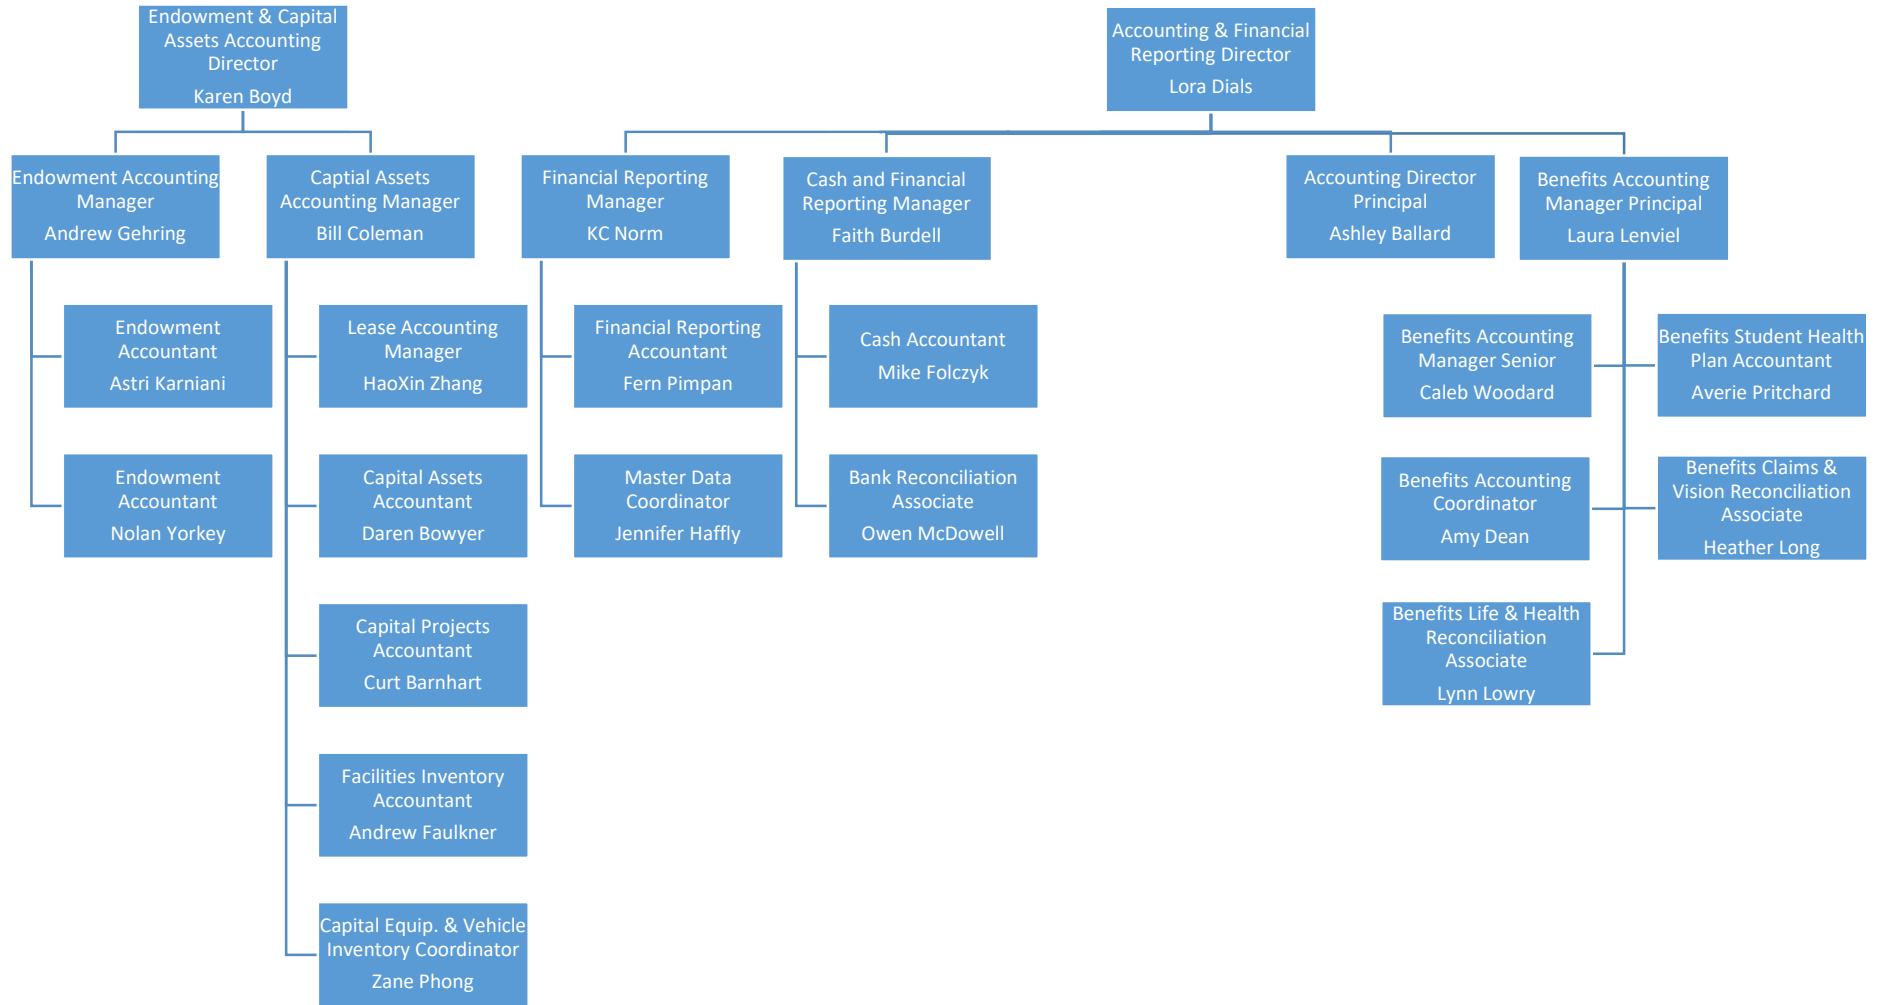 Endowment & Capital
Assets Accounting
Director
Karen Boyd
Accounting & Financial
Reporting Director
Lora Dials
Endowment Accounting
Manager
Andrew Gehring
Captial Assets
Accounting Manager
Bill Coleman
Financial Reporting
Manager
KC Norm
Cash and Financial
Reporting Manager
Faith Burdell
Accounting Director
Principal
Ashley Ballard
Benefits Accounting
Manager Principal
Laura Lenviel
Endowment
Accountant
Astri Karniani
Lease Accounting
Manager
HaoXin Zhang
Financial Reporting
Accountant
Fern Pimpan
Cash Accountant
Mike Folczyk
Benefits Accounting
Manager Senior
Caleb Woodard
Benefits Student Health
Plan Accountant
Averie Pritchard
Endowment
Accountant
Nolan Yorkey
Capital Assets
Accountant
Daren Bowyer
Master Data
Coordinator
Jennifer Haffly
Bank Reconciliation
Associate
Owen McDowell
Benefits Accounting
Coordinator
Amy Dean
Benefits Claims &
Vision Reconciliation
Associate
Heather Long
Capital Projects
Accountant
Curt Barnhart
Benefits Life & Health
Reconciliation
Associate
Lynn Lowry
Facilities Inventory
Accountant
Andrew Faulkner
Capital Equip. & Vehicle
Inventory Coordinator
Zane Phong